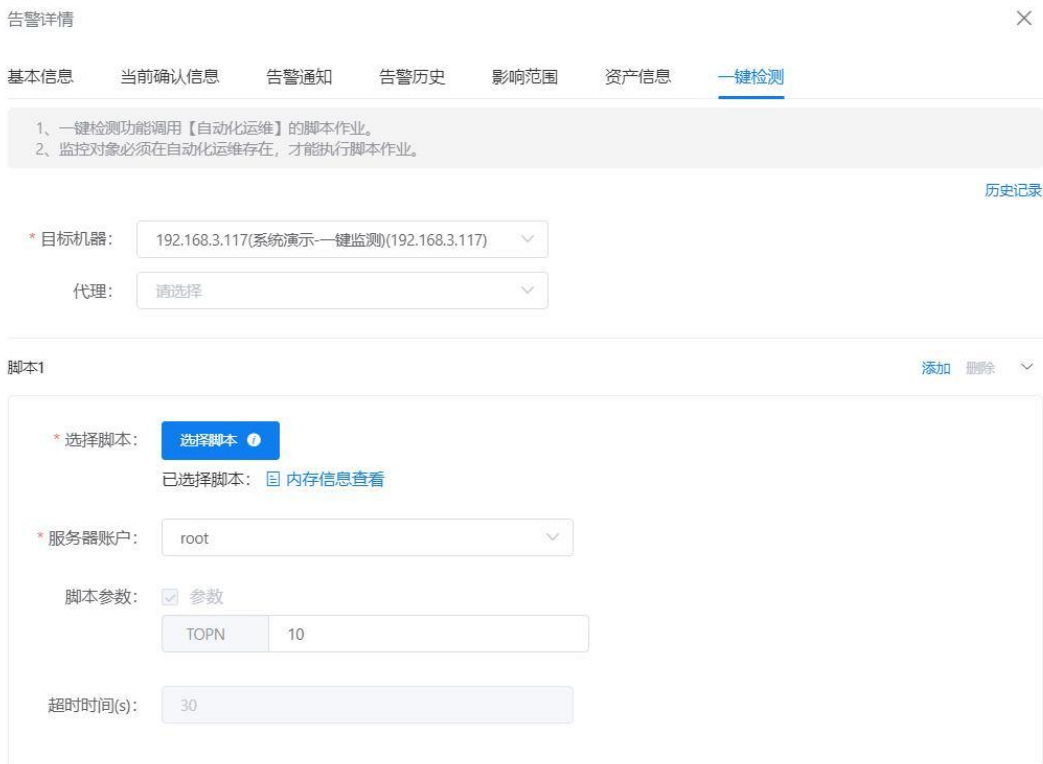 告警详情
基本信息 当前确认信息 告警通知 告警历史 影响范围 资产信息 一键检测
1、一键检测功能调用【自动化运维】的脚本作业。
2、监控对象必须在自动化运维存在，才能执行脚本作业。
历史记录
* 目标机器： 192.168.3.117(系统演示-一键监测)(192.168.3.117)
代理： 请选择
脚本1 添加 删除
* 选择脚本： 选择脚本
已选择脚本： 内存信息查看
* 服务器账户： root
脚本参数： 参数
TOPN 10
超时时间(s)： 30